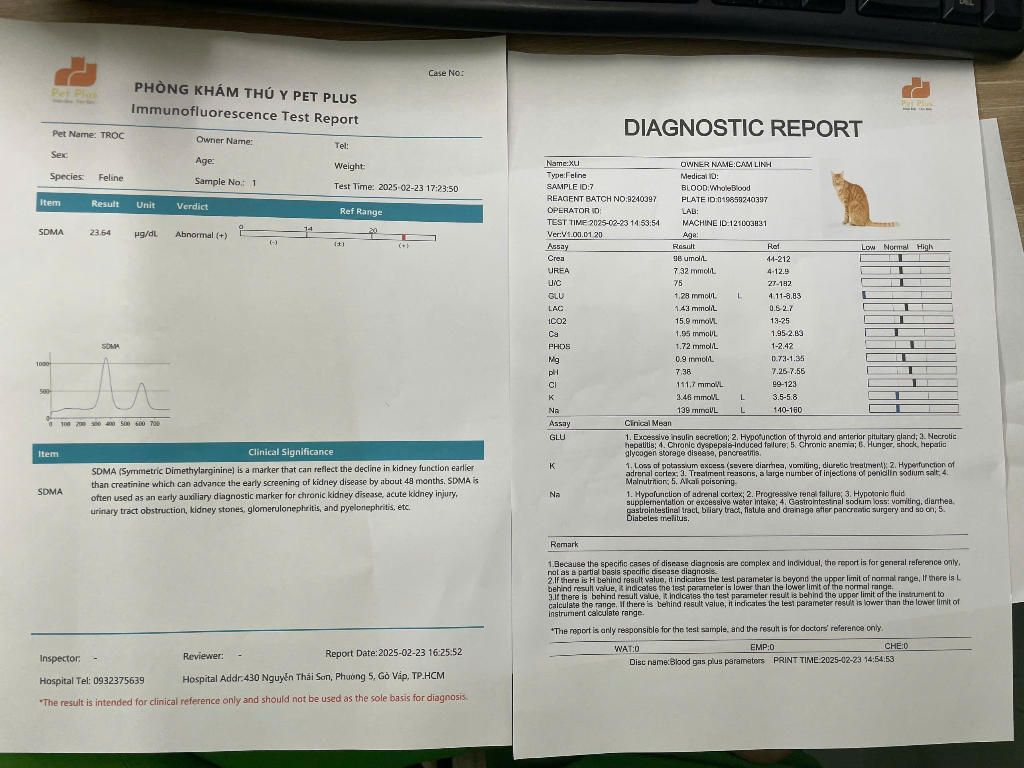 Pet Plus
Case No.:
PHÒNG KHÁM THÚ Y PET PLUS
Immunofluorescence Test Report
Pet Name: TROC
Owner Name:
Tel:
Sex:
Age:
Weight:
Species: Feline
Sample No.: 1
Test Time: 2025-02-23 17:23:50
Item Result Unit Verdict Ref Range
SDMA 23.64 µg/dL Abnormal (+)
0 14 20
(-) (±) (+)
SDMA
1000
500
0
0 100 200 300 400 500 600 700
Item Clinical Significance
SDMA
SDMA (Symmetric Dimethylarginine) is a marker that can reflect the decline in kidney function earlier
than creatinine which can advance the early screening of kidney disease by about 48 months. SDMA is
often used as an early auxiliary diagnostic marker for chronic kidney disease, acute kidney injury,
urinary tract obstruction, kidney stones, glomerulonephritis, and pyelonephritis, etc.
Inspector: -
Reviewer: -
Report Date:2025-02-23 16:25:52
Hospital Tel: 0932375639
Hospital Addr:430 Nguyễn Thái Sơn, Phường 5, Gò Vấp, TP.HCM
*The result is intended for clinical reference only and should not be used as the sole basis for diagnosis.
DEL
Pet Plus
DIAGNOSTIC REPORT
Name:XU OWNER NAME:CAM LINH
Type:Feline Medical ID:
SAMPLE ID:7 BLOOD:WholeBlood
REAGENT BATCH NO:9240397 PLATE ID:019859240397
OPERATOR ID: LAB:
TEST TIME:2025-02-23 14:53:54 MACHINE ID:121003831
Ver:V1.00.01.20 Age:
Assay Result Ref Low Normal High
Crea 98 umol/L 44-212
UREA 7.32 mmol/L 4-12.9
U/C 75 27-182
GLU 1.28 mmol/L L 4.11-8.83
LAC 1.43 mmol/L 0.5-2.7
tCO2 15.9 mmol/L 13-25
Ca 1.95 mmol/L 1.95-2.83
PHOS 1.72 mmol/L 1-2.42
Mg 0.9 mmol/L 0.73-1.35
pH 7.38 7.25-7.55
Cl 111.7 mmol/L 99-123
K 3.46 mmol/L L 3.5-5.8
Na 139 mmol/L L 140-160
Assay Clinical Mean
GLU 1. Excessive insulin secretion; 2. Hypofunction of thyroid and anterior pituitary gland; 3. Necrotic
hepatitis; 4. Chronic dyspepsia-induced failure; 5. Chronic anemia; 6. Hunger, shock, hepatic
glycogen storage disease, pancreatitis.
K 1. Loss of potassium excess (severe diarrhea, vomiting, diuretic treatment); 2. Hyperfunction of
adrenal cortex; 3. Treatment reasons, a large number of injections of penicillin sodium salt; 4.
Malnutrition; 5. Alkali poisoning.
Na 1. Hypofunction of adrenal cortex; 2. Progressive renal failure; 3. Hypotonic fluid
supplementation or excessive water intake; 4. Gastrointestinal sodium loss: vomiting, diarrhea,
gastrointestinal tract, biliary tract, fistula and drainage after pancreatic surgery and so on; 5.
Diabetes mellitus.
Remark
1.Because the specific cases of disease diagnosis are complex and individual, the report is for general reference only,
not as a partial basis specific disease diagnosis.
2.If there is H behind result value, it indicates the test parameter is beyond the upper limit of normal range, If there is L
behind result value, it indicates the test parameter is lower than the lower limit of the normal range.
3.If there is behind result value, it indicates the test parameter result is behind the upper limit of the instrument to
calculate the range. If there is behind result value, it indicates the test parameter result is lower than the lower limit of
instrument calculate range.
*The report is only responsible for the test sample, and the result is for doctors' reference only.
WAT:0 EMP:0 CHE:0
Disc name:Blood gas plus parameters PRINT TIME:2025-02-23 14:54:53